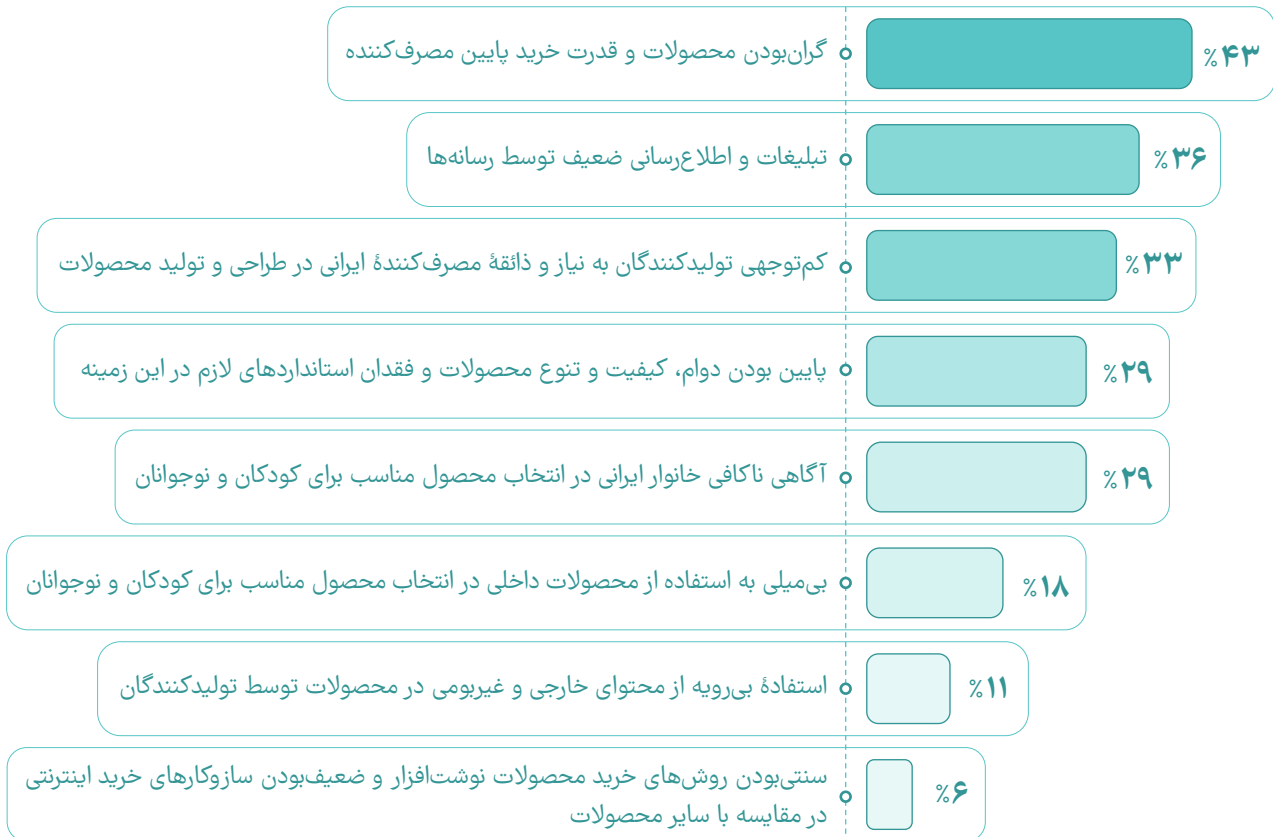 %۴۳ گران‌بودن محصولات و قدرت خرید پایین مصرف‌کننده
%۳۶ تبلیغات و اطلاع‌رسانی ضعیف توسط رسانه‌ها
%۳۳ کم‌توجهی تولیدکنندگان به نیاز و ذائقهٔ مصرف‌کنندهٔ ایرانی در طراحی و تولید محصولات
%۲۹ پایین بودن دوام، کیفیت و تنوع محصولات و فقدان استانداردهای لازم در این زمینه
%۲۹ آگاهی ناکافی خانوار ایرانی در انتخاب محصول مناسب برای کودکان و نوجوانان
%۱۸ بی‌میلی به استفاده از محصولات داخلی در انتخاب محصول مناسب برای کودکان و نوجوانان
%۱۱ استفادهٔ بی‌رویه از محتوای خارجی و غیربومی در محصولات توسط تولیدکنندگان
%۶ سنتی‌بودن روش‌های خرید محصولات نوشت‌افزار و ضعیف‌بودن سازوکارهای خرید اینترنتی
در مقایسه با سایر محصولات